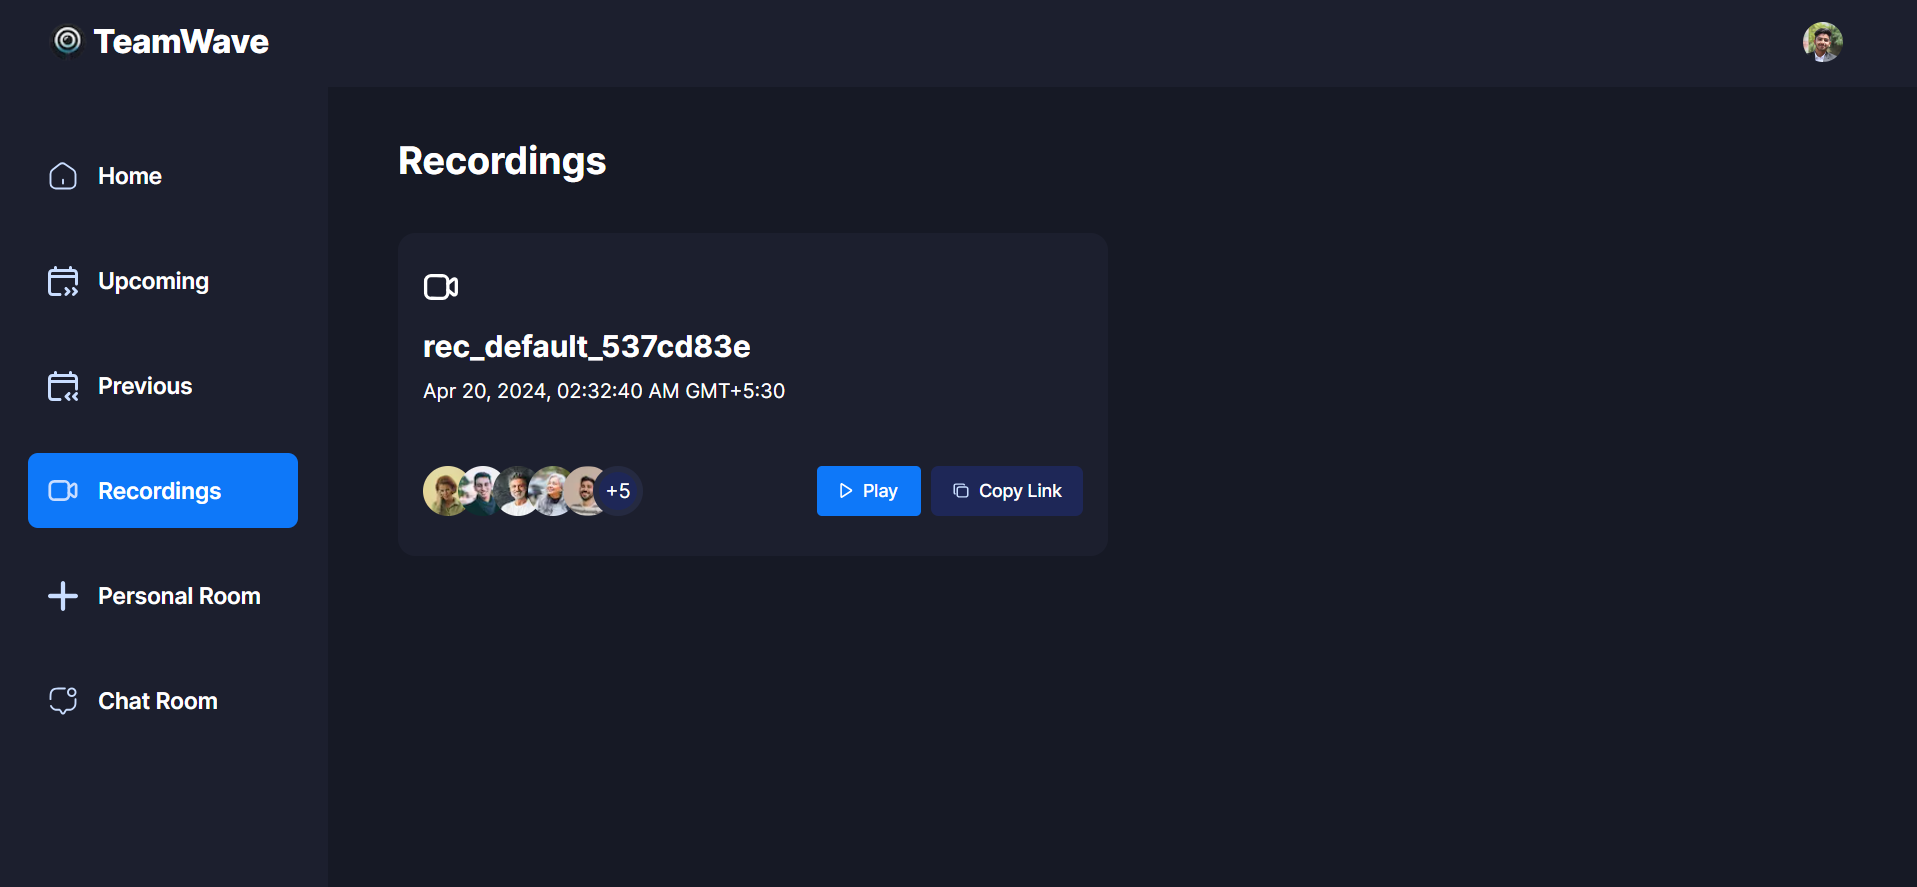 TeamWave
Home
Upcoming
Previous
Recordings
Personal Room
Chat Room
Recordings
rec_default_537cd83e
Apr 20, 2024, 02:32:40 AM GMT+5:30
+5
Play
Copy Link